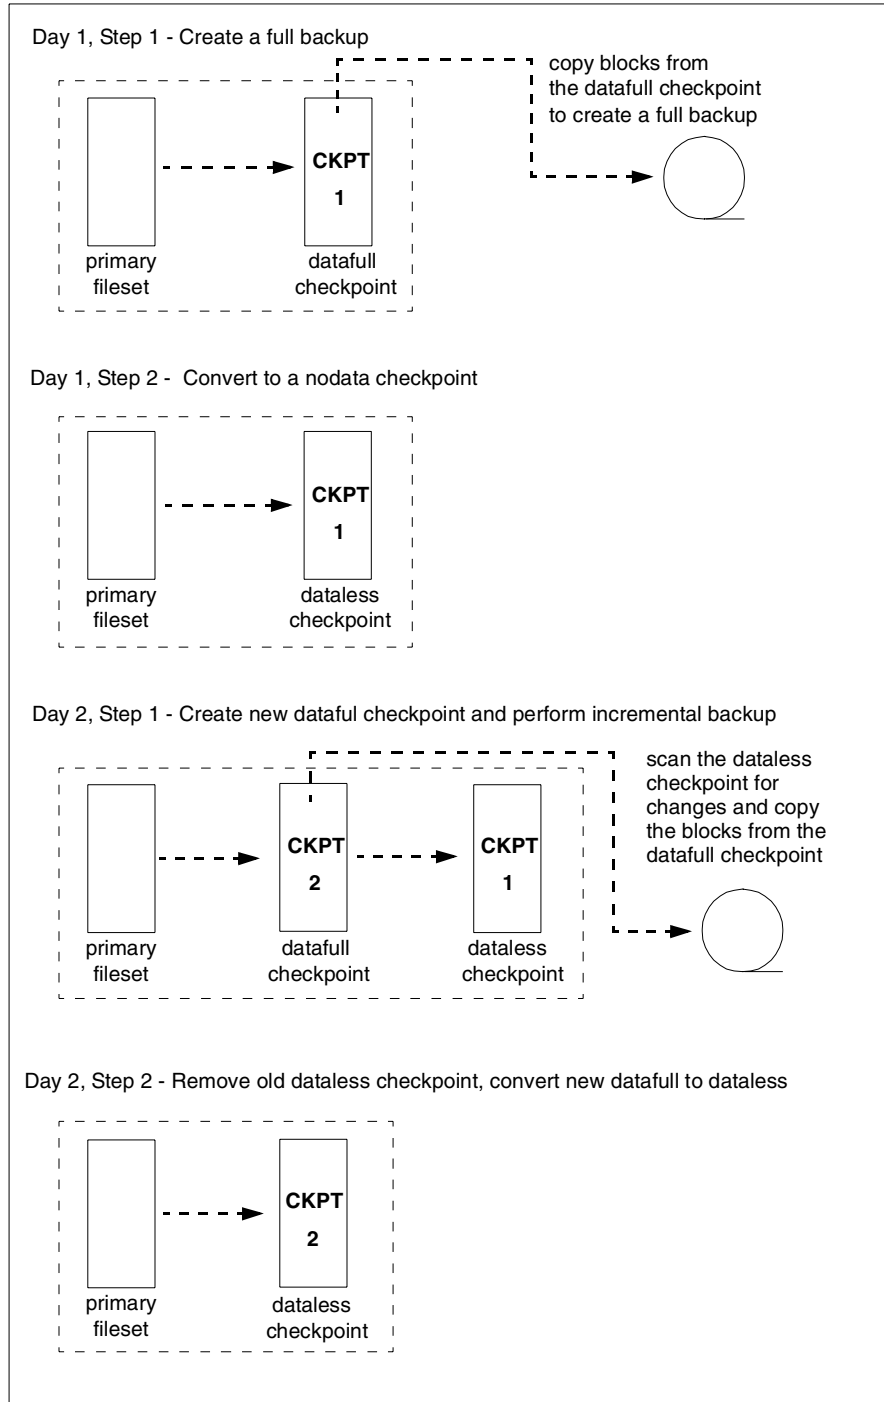 Day 1, Step 1 - Create a full backup
copy blocks from
the datafull checkpoint
to create a full backup
CKPT
1
primary
fileset
datafull
checkpoint
Day 1, Step 2 -  Convert to a nodata checkpoint
CKPT
1
primary
fileset
dataless
checkpoint
Day 2, Step 1 - Create new dataful checkpoint and perform incremental backup
scan the dataless
checkpoint for
changes and copy
the blocks from the
datafull checkpoint
CKPT
2
CKPT
1
primary
fileset
datafull
checkpoint
dataless
checkpoint
Day 2, Step 2 - Remove old dataless checkpoint, convert new datafull to dataless
CKPT
2
primary
fileset
dataless
checkpoint